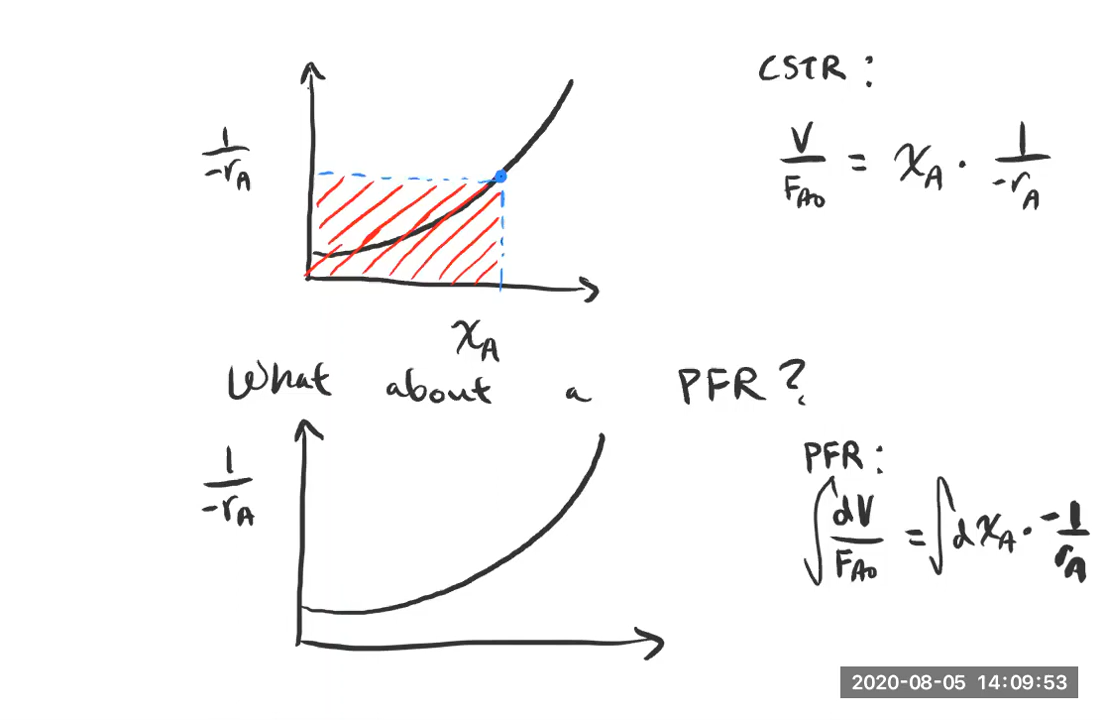 CSTR :
1
-rA
V/FA0 = XA · 1/-rA
XA
What about a PFR?
1
-rA
PFR :
∫ dV/FA0 = ∫ dXA · -1/rA
2020-08-05 14:09:53